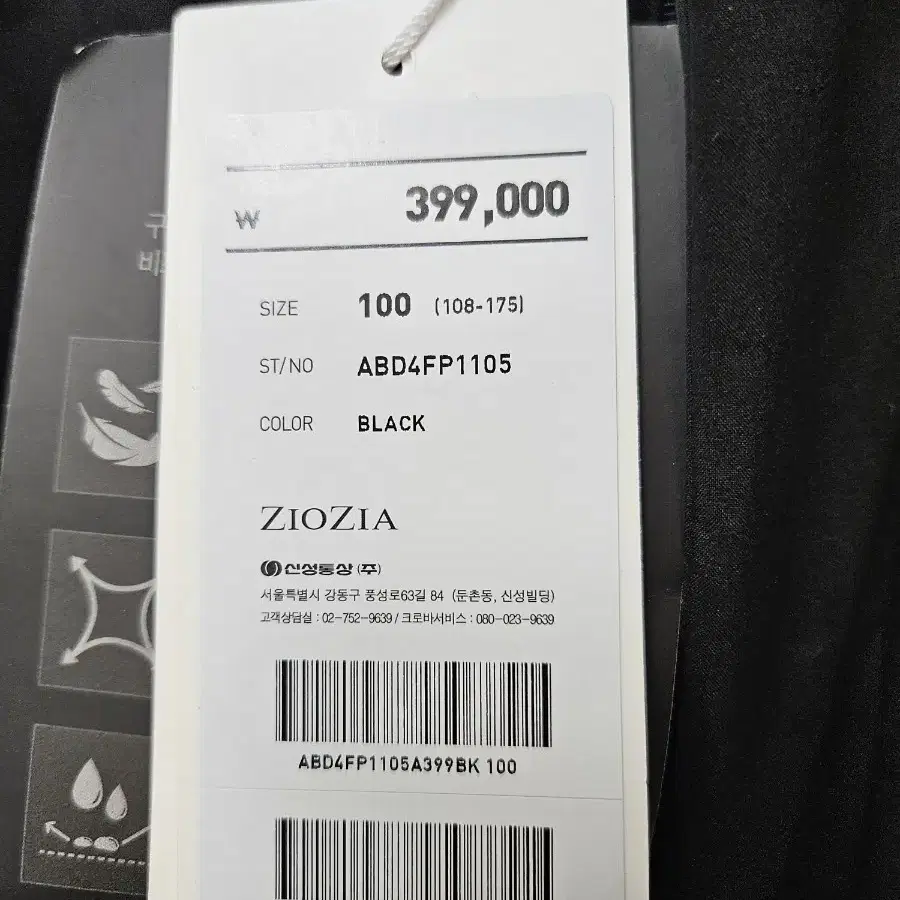 ₩ 399,000
SIZE 100 (108-175)
ST/NO ABD4FP1105
COLOR BLACK
ZIOZIA
신성통상 (주)
서울특별시 강동구 풍성로63길 84 (둔촌동, 신성빌딩)
고객상담실 : 02-752-9639 / 크로바서비스 : 080-023-9639
ABD4FP1105A399BK 100